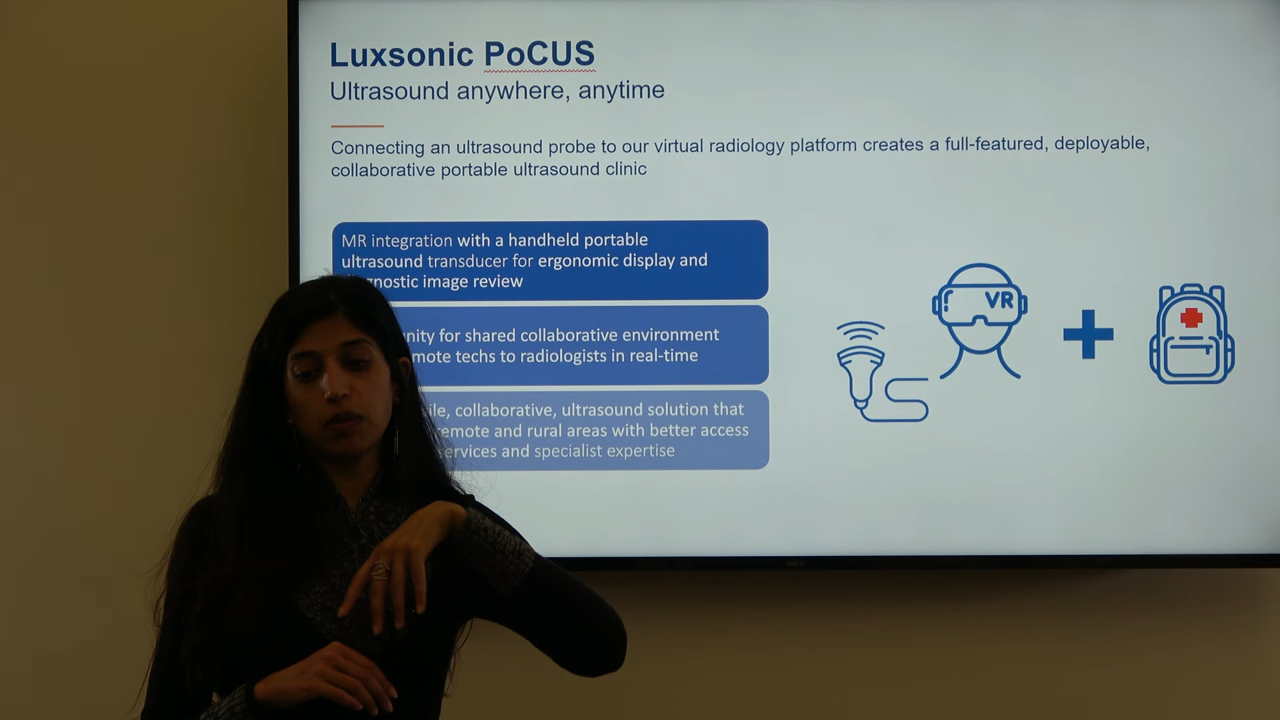 Luxsonic PoCUS
Ultrasound anywhere, anytime
Connecting an ultrasound probe to our virtual radiology platform creates a full-featured, deployable,
collaborative portable ultrasound clinic
MR integration with a handheld portable
ultrasound transducer for ergonomic display and
image review
for shared collaborative environment
techs to radiologists in real-time
collaborative, ultrasound solution that
remote and rural areas with better access
services and specialist expertise
VR
NEC